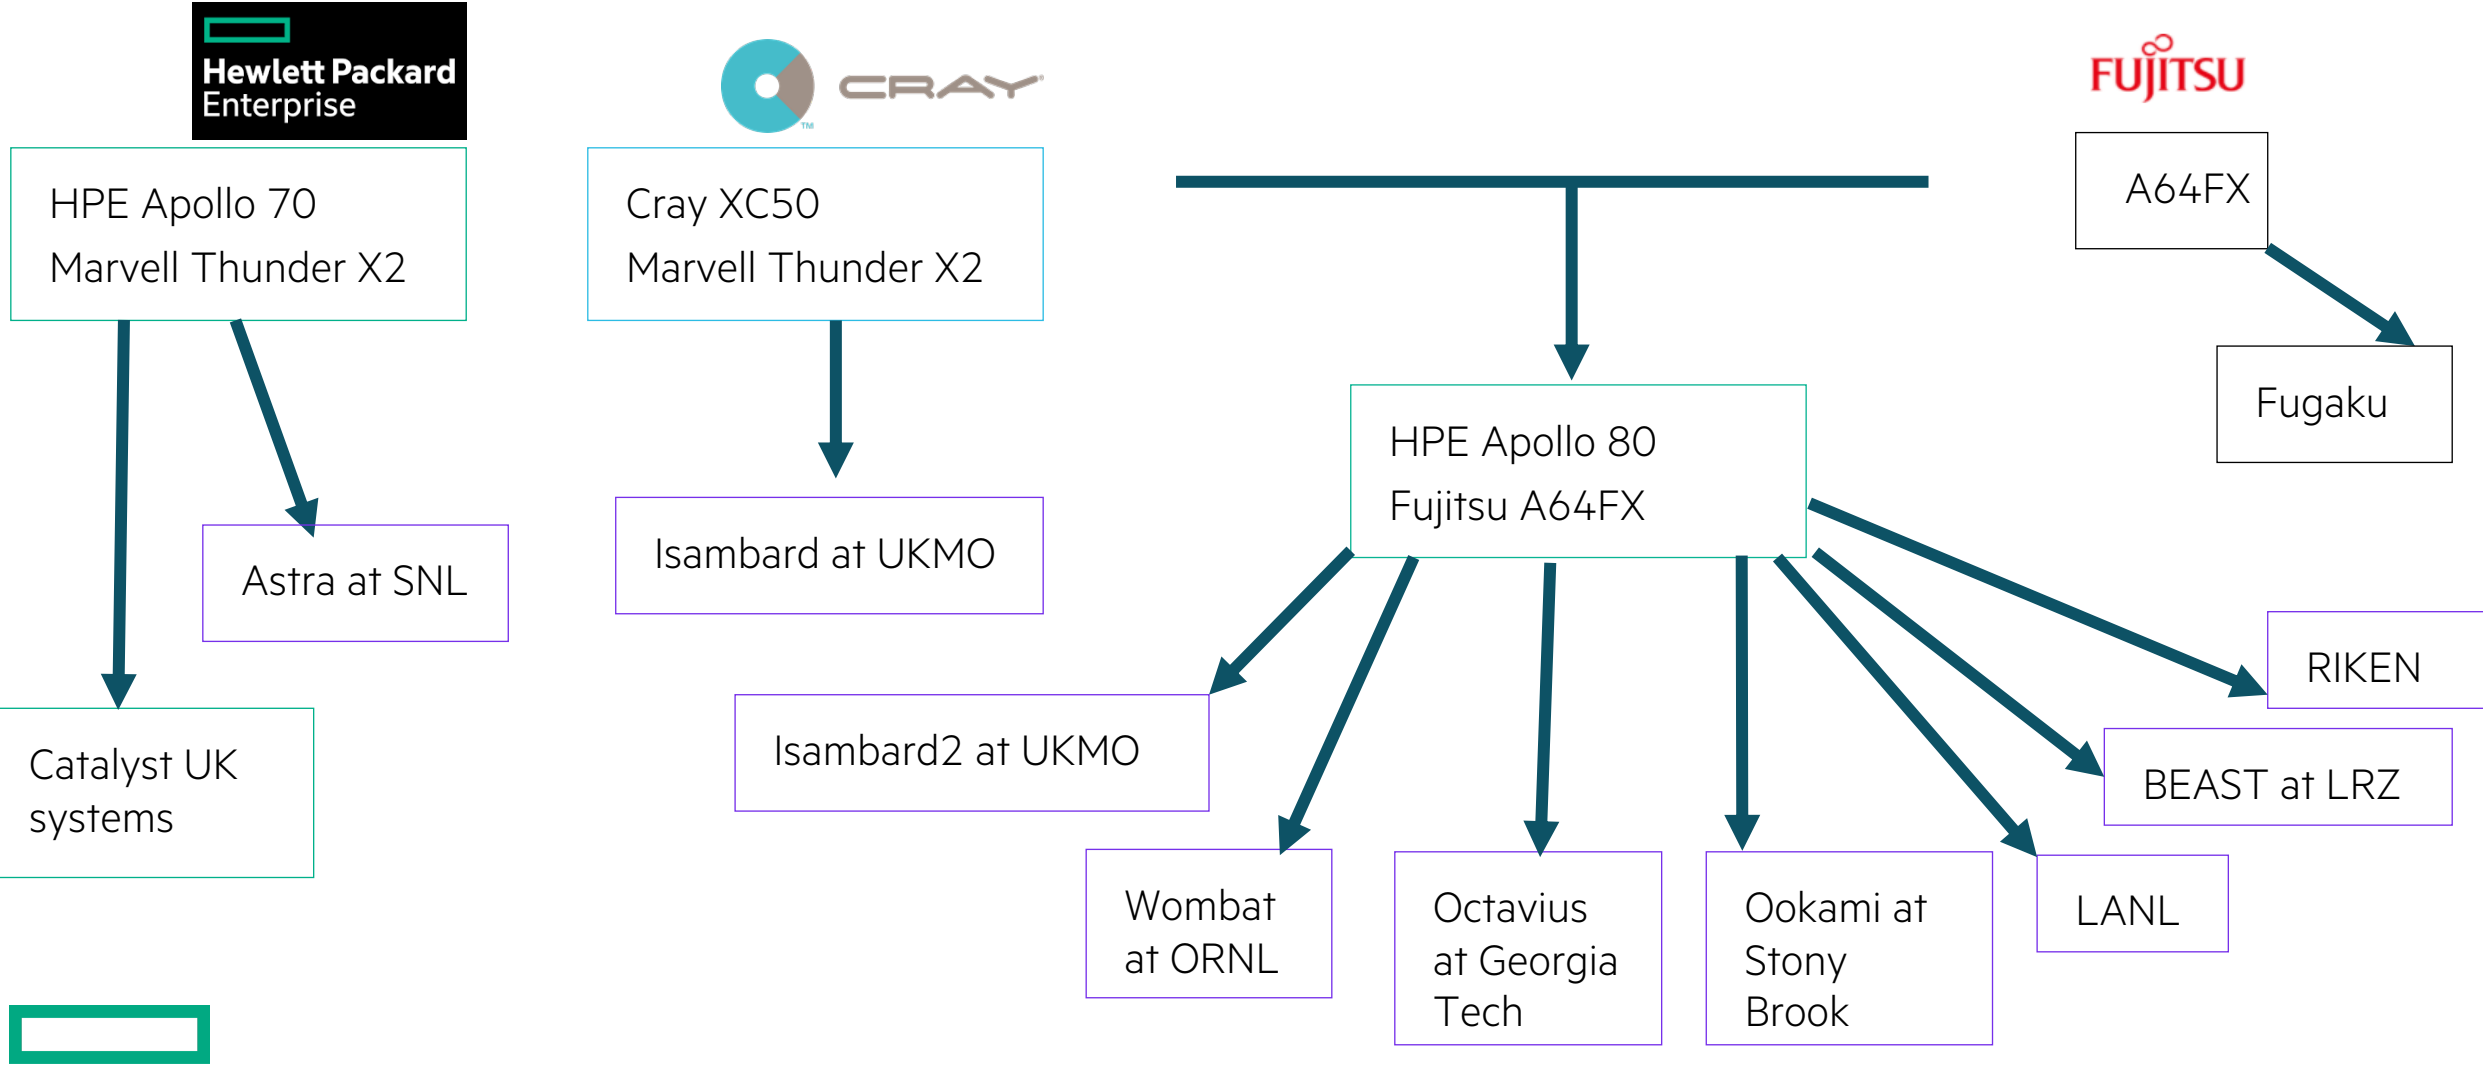 Hewlett Packard
Enterprise
CRAY
TM
FUJITSU
HPE Apollo 70
Marvell Thunder X2
Cray XC50
Marvell Thunder X2
A64FX
Fugaku
HPE Apollo 80
Fujitsu A64FX
Astra at SNL
Isambard at UKMO
RIKEN
Catalyst UK
systems
Isambard2 at UKMO
BEAST at LRZ
Wombat
at ORNL
Octavius
at Georgia
Tech
Ookami at
Stony
Brook
LANL